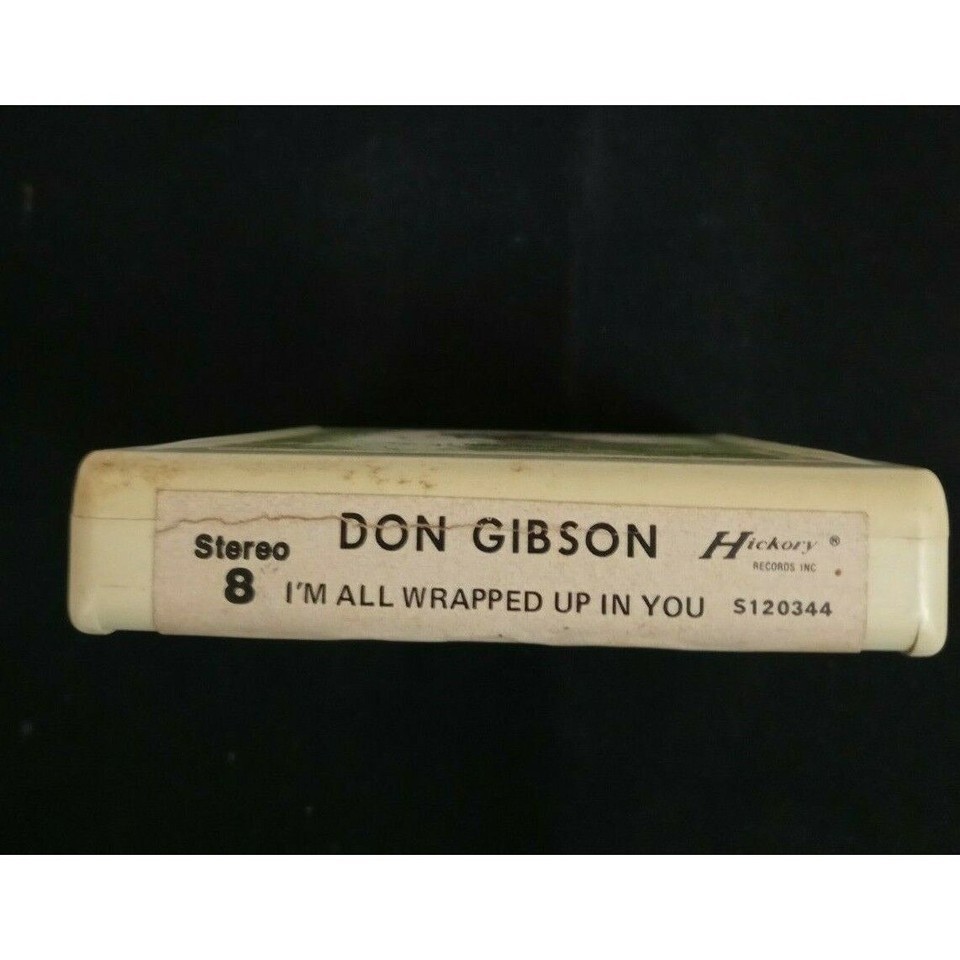 Stereo
8
DON GIBSON
I'M ALL WRAPPED UP IN YOU
Hickory ®
RECORDS INC
S120344